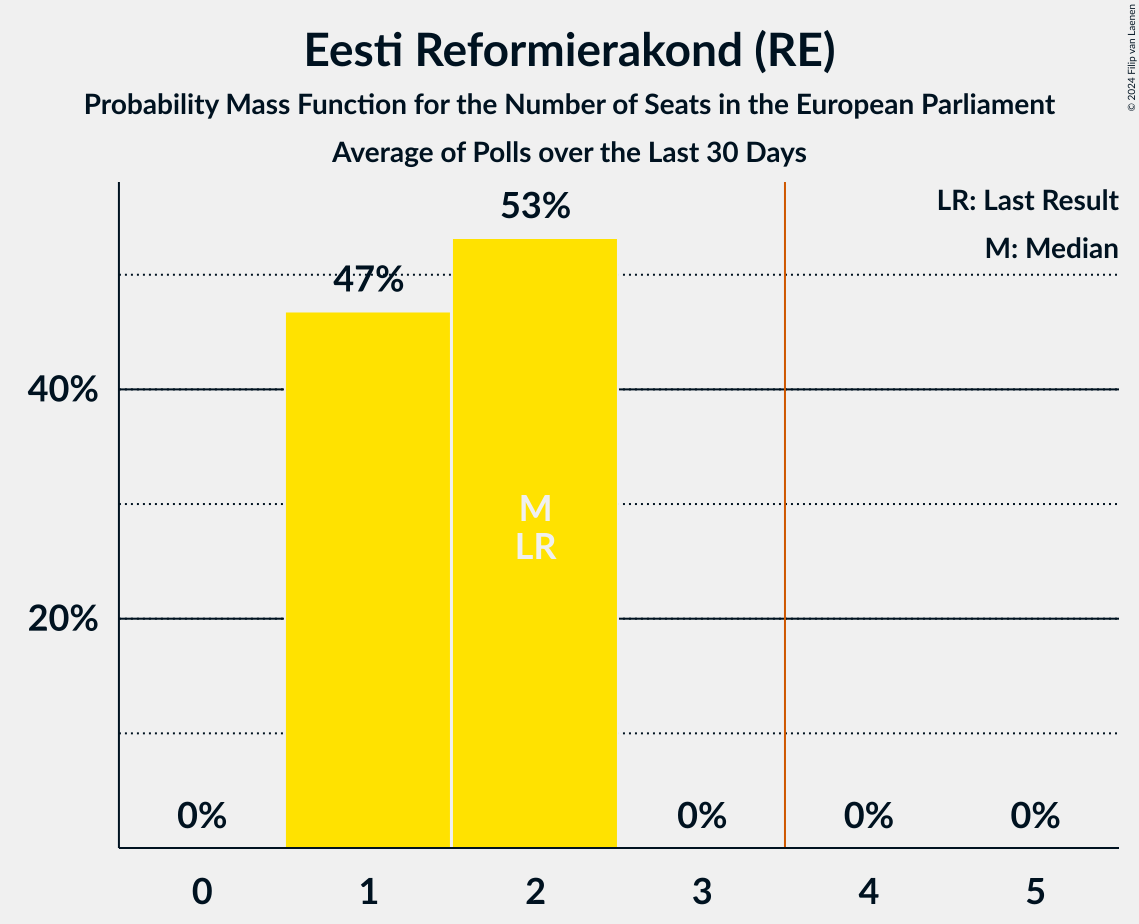 Eesti Reformierakond (RE)
Probability Mass Function for the Number of Seats in the European Parliament
Average of Polls over the Last 30 Days
© 2024 Filip van Laenen
LR: Last Result
M: Median
53%
47%
40%
20%
M
LR
0%
0%
0%
0%
0
1
2
3
4
5